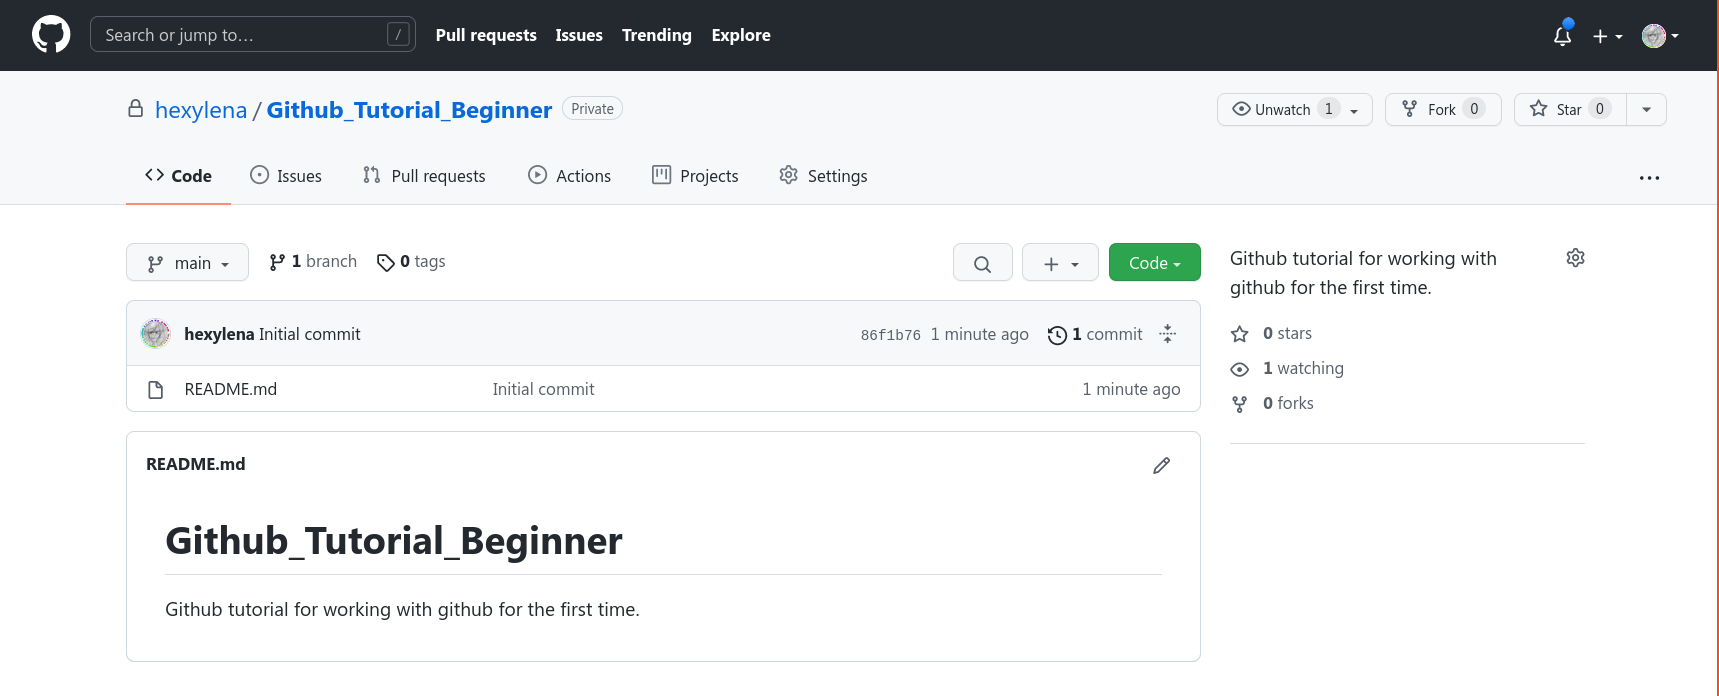 Search or jump to… / Pull requests Issues Trending Explore
hexylena / Github_Tutorial_Beginner Private Unwatch 1 Fork 0 Star 0
Code Issues Pull requests Actions Projects Settings
main 1 branch 0 tags Code
hexylena Initial commit 86f1b76 1 minute ago 1 commit
README.md Initial commit 1 minute ago
README.md
Github_Tutorial_Beginner
Github tutorial for working with github for the first time.
Github tutorial for working with
github for the first time.
0 stars
1 watching
0 forks